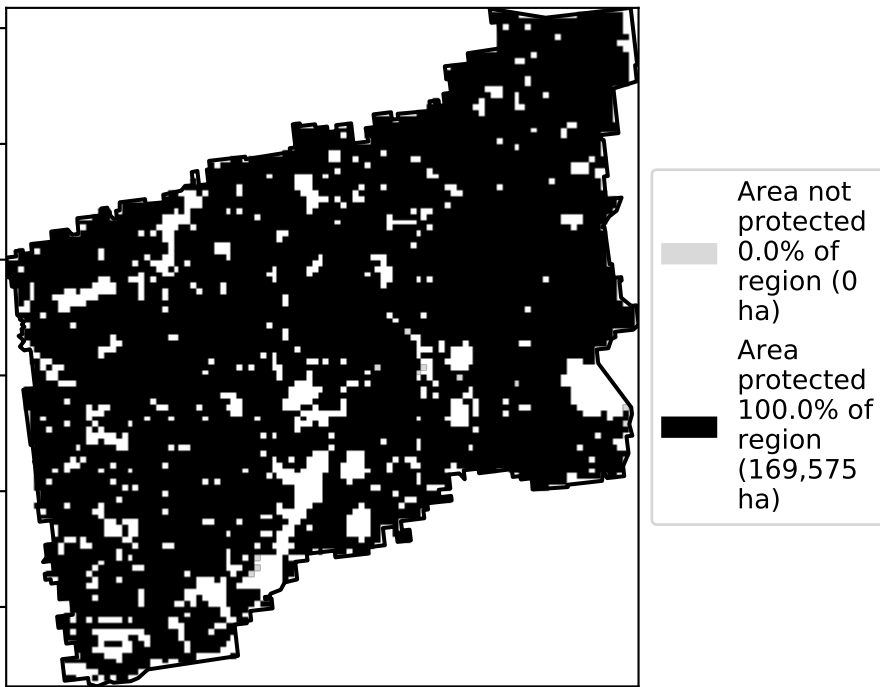 Area not
protected
0.0% of
region (0
ha)
Area
protected
100.0% of
region
(169,575
ha)